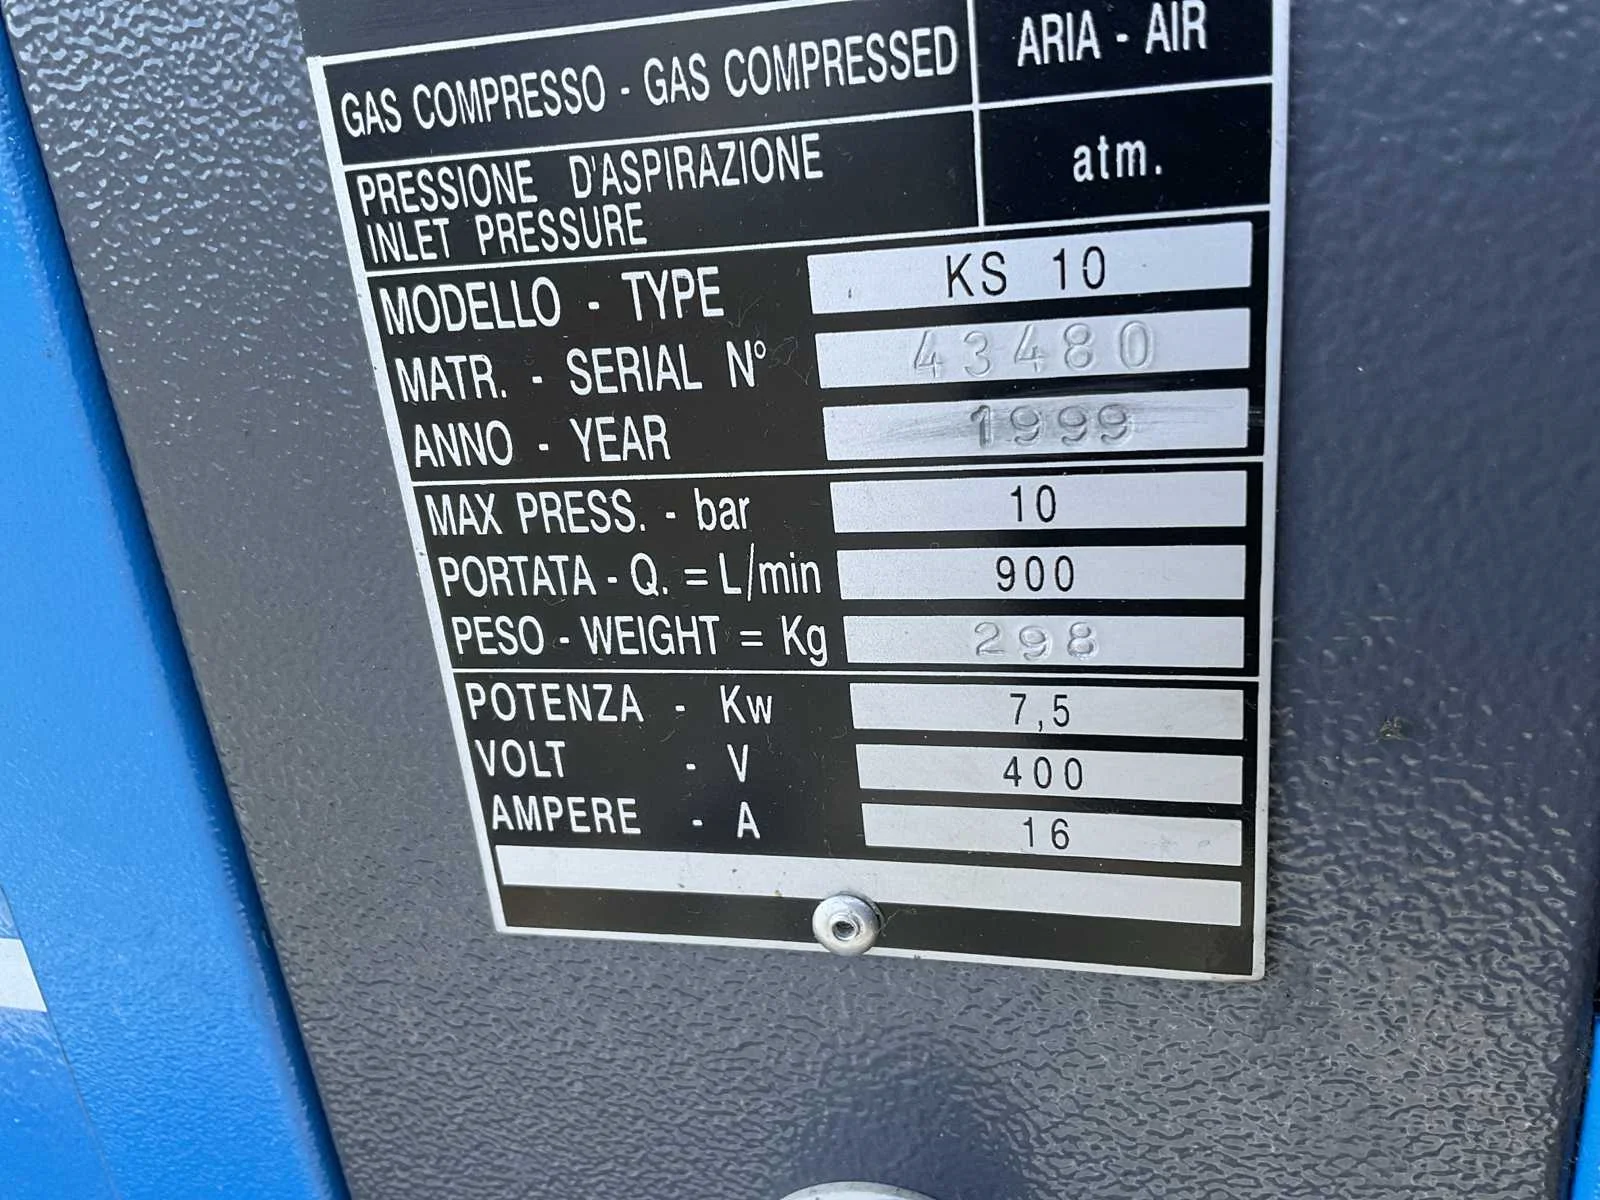 GAS COMPRESSO - GAS COMPRESSED ARIA - AIR
PRESSIONE D'ASPIRAZIONE
INLET PRESSURE atm.
MODELLO - TYPE KS 10
MATR. - SERIAL N° 43480
ANNO - YEAR 1999
MAX PRESS. - bar 10
PORTATA - Q. = L/min 900
PESO - WEIGHT = Kg 298
POTENZA - Kw 7,5
VOLT - V 400
AMPERE - A 16